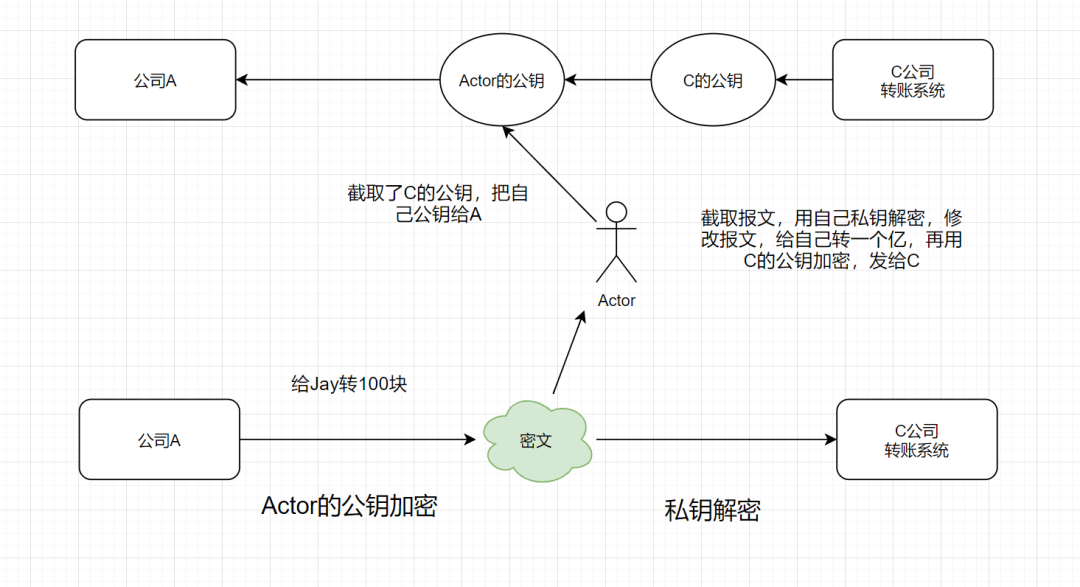 公司A
Actor的公钥
C的公钥
C公司
转账系统
截取了C的公钥，把自
己公钥给A
截取报文，用自己私钥解密，修
改报文，给自己转一个亿，再用
C的公钥加密，发给C
Actor
给Jay转100块
公司A
密文
C公司
转账系统
Actor的公钥加密
私钥解密